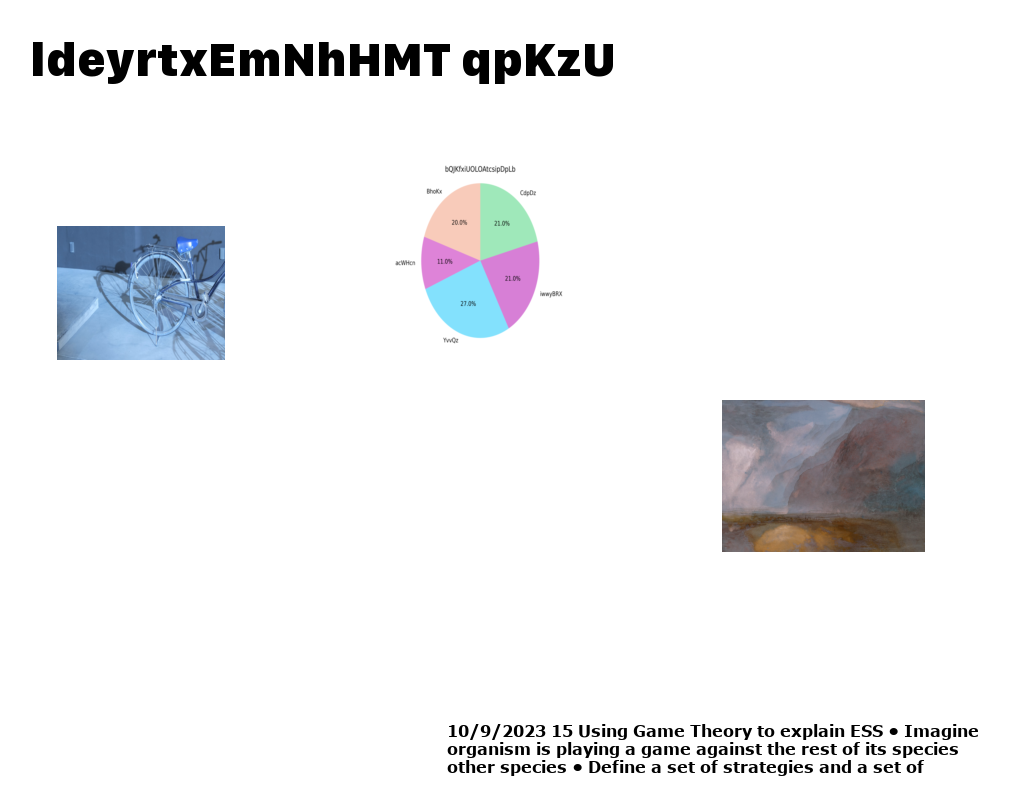 ldeyrtxEmNhHMT qpKzU
bQJKfxiUOLOAtcsipDpLb
BhoKx
CdpDz
20.0%
21.0%
acWHcn
11.0%
21.0%
iwwyBRX
27.0%
YvvQz
10/9/2023 15 Using Game Theory to explain ESS • Imagine
organism is playing a game against the rest of its species
other species • Define a set of strategies and a set of